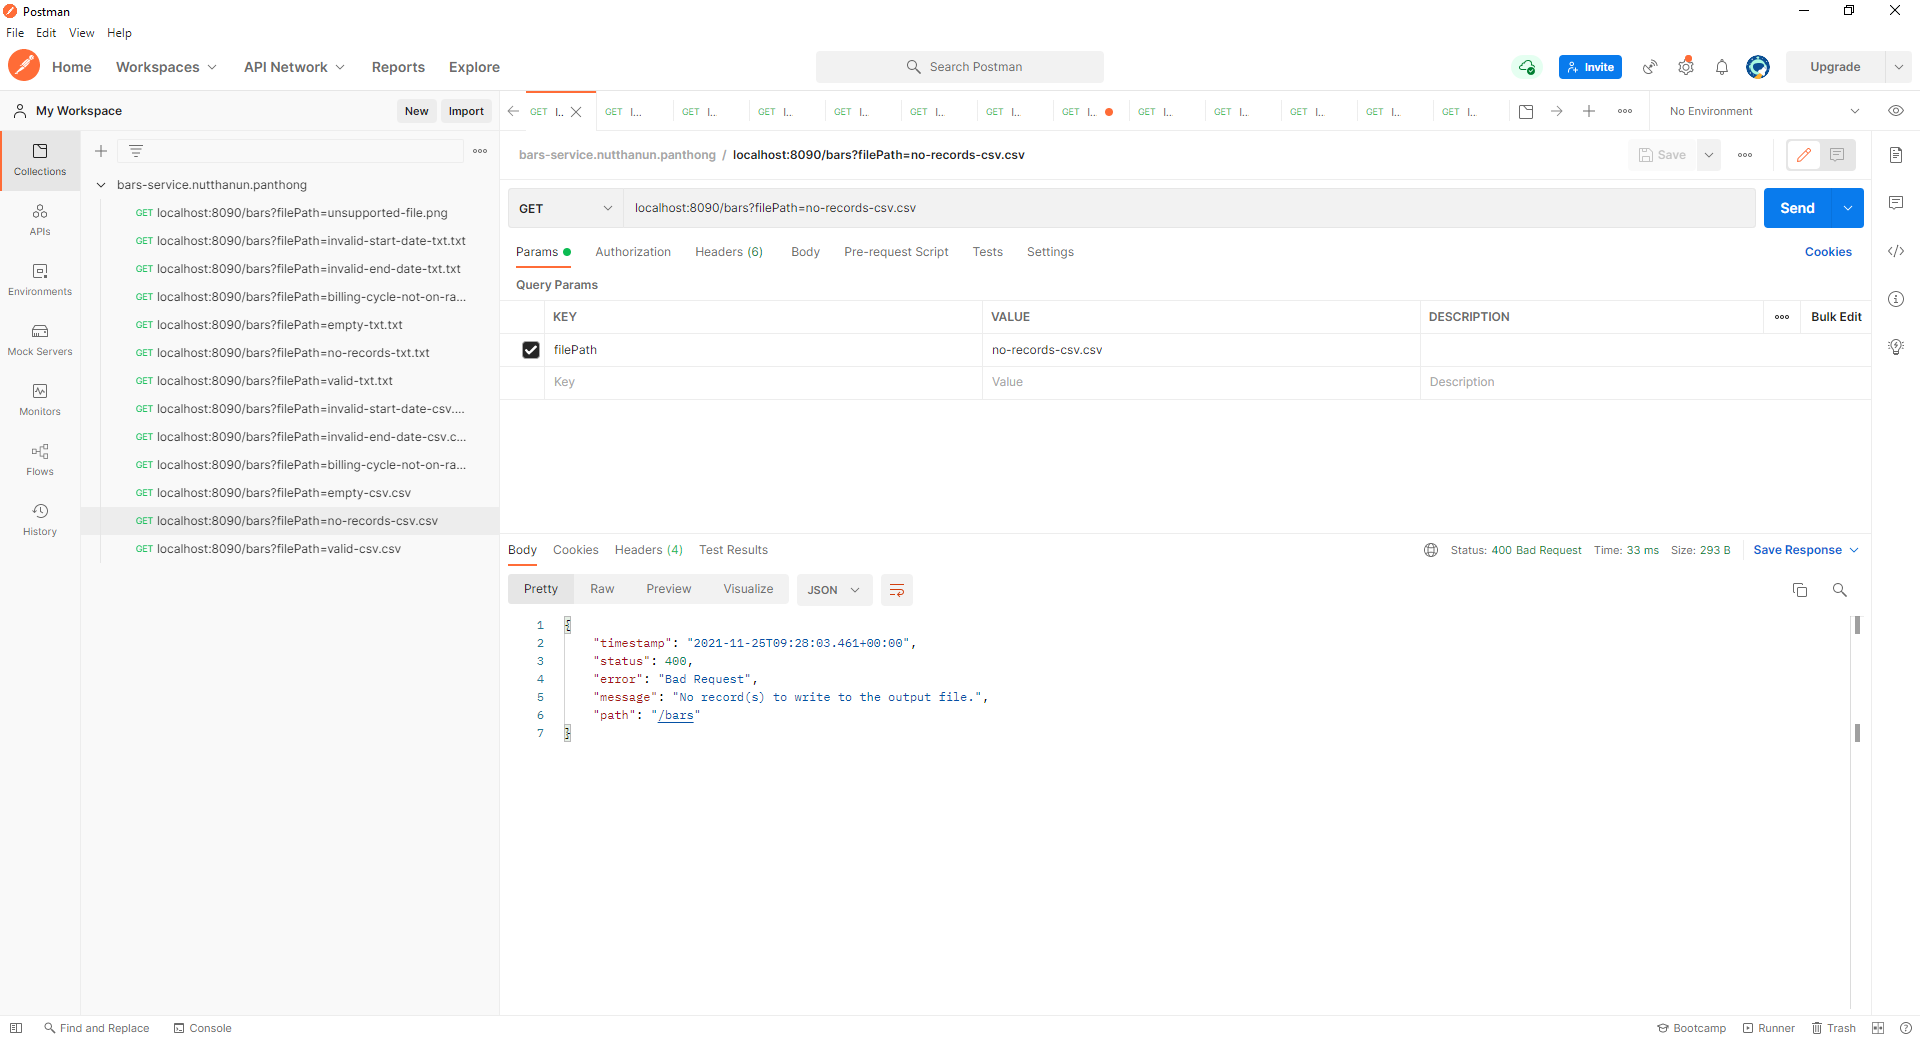 Postman
File Edit View Help
Home Workspaces API Network Reports Explore Search Postman Invite Upgrade
My Workspace New Import GET l.. GET l... GET l... GET l... GET l... GET l... GET l... GET l... GET l... GET l... GET l... GET l... GET l... No Environment
bars-service.nutthanun.panthong / localhost:8090/bars?filePath=no-records-csv.csv Save
Collections
APIs
Environments
Mock Servers
Monitors
Flows
History
bars-service.nutthanun.panthong
GET localhost:8090/bars?filePath=unsupported-file.png
GET localhost:8090/bars?filePath=invalid-start-date-txt.txt
GET localhost:8090/bars?filePath=invalid-end-date-txt.txt
GET localhost:8090/bars?filePath=billing-cycle-not-on-ra...
GET localhost:8090/bars?filePath=empty-txt.txt
GET localhost:8090/bars?filePath=no-records-txt.txt
GET localhost:8090/bars?filePath=valid-txt.txt
GET localhost:8090/bars?filePath=invalid-start-date-csv....
GET localhost:8090/bars?filePath=invalid-end-date-csv.c...
GET localhost:8090/bars?filePath=billing-cycle-not-on-ra...
GET localhost:8090/bars?filePath=empty-csv.csv
GET localhost:8090/bars?filePath=no-records-csv.csv
GET localhost:8090/bars?filePath=valid-csv.csv
GET localhost:8090/bars?filePath=no-records-csv.csv Send
Params Authorization Headers (6) Body Pre-request Script Tests Settings Cookies
Query Params
KEY VALUE DESCRIPTION Bulk Edit
filePath no-records-csv.csv
Key Value Description
Body Cookies Headers (4) Test Results Status: 400 Bad Request Time: 33 ms Size: 293 B Save Response
Pretty Raw Preview Visualize JSON
1 {
2 "timestamp": "2021-11-25T09:28:03.461+00:00",
3 "status": 400,
4 "error": "Bad Request",
5 "message": "No record(s) to write to the output file.",
6 "path": "/bars"
7 }
Find and Replace Console Bootcamp Runner Trash